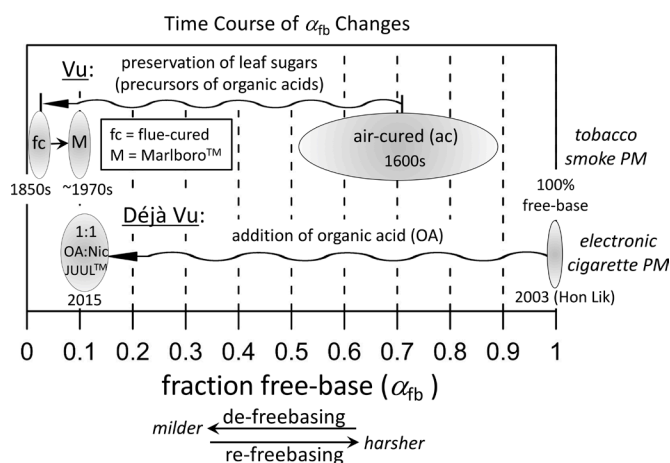 Time Course of αfb Changes
Vu:
preservation of leaf sugars
(precursors of organic acids)
fc
M
fc = flue-cured
M = Marlboro™
air-cured (ac)
1600s
tobacco
smoke PM
1850s
~1970s
100%
free-base
Déjà Vu:
1:1
OA:Nic
JUUL™
addition of organic acid (OA)
electronic
cigarette PM
2015
2003 (Hon Lik)
0 0.1 0.2 0.3 0.4 0.5 0.6 0.7 0.8 0.9 1
fraction free-base (αfb)
milder
de-freebasing
re-freebasing
harsher